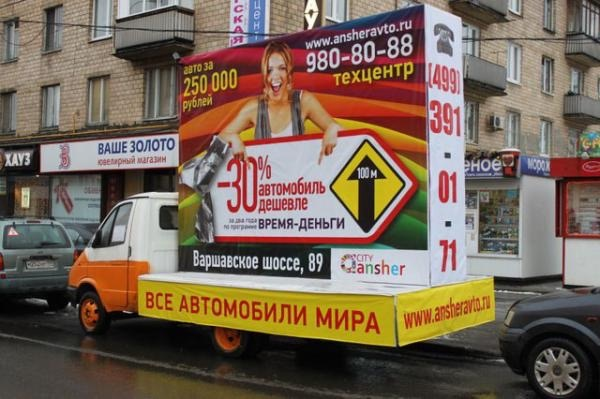 ХАУЗ
ВАШЕ ЗОЛОТО
ювелирный магазин
авто за
250 000
рублей
www.ansheravto.ru
980-80-88
техцентр
-30%
автомобиль
дешевле
за два года
по программе ВРЕМЯ-ДЕНЬГИ
100 м
Варшавское шоссе, 89
CITY
ansher
(499)
391
-
01
-
71
ВСЕ АВТОМОБИЛИ МИРА
www.ansheravto.ru